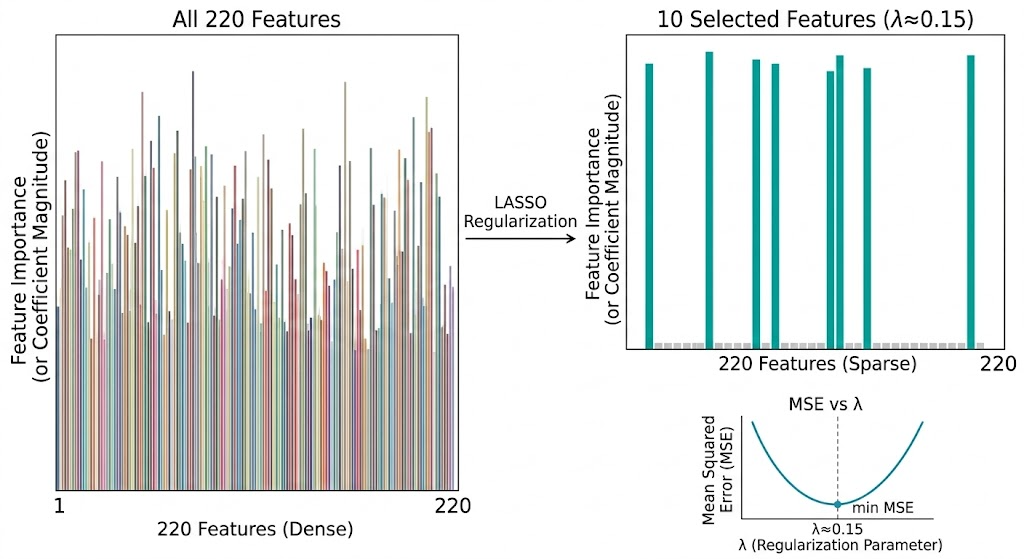 All 220 Features
Feature Importance
(or Coefficient Magnitude)
1
220
220 Features (Dense)
LASSO
Regularization
10 Selected Features (λ≈0.15)
Feature Importance
(or Coefficient Magnitude)
220 Features (Sparse)
220
MSE vs λ
Mean Squared
Error (MSE)
min MSE
λ≈0.15
λ (Regularization Parameter)